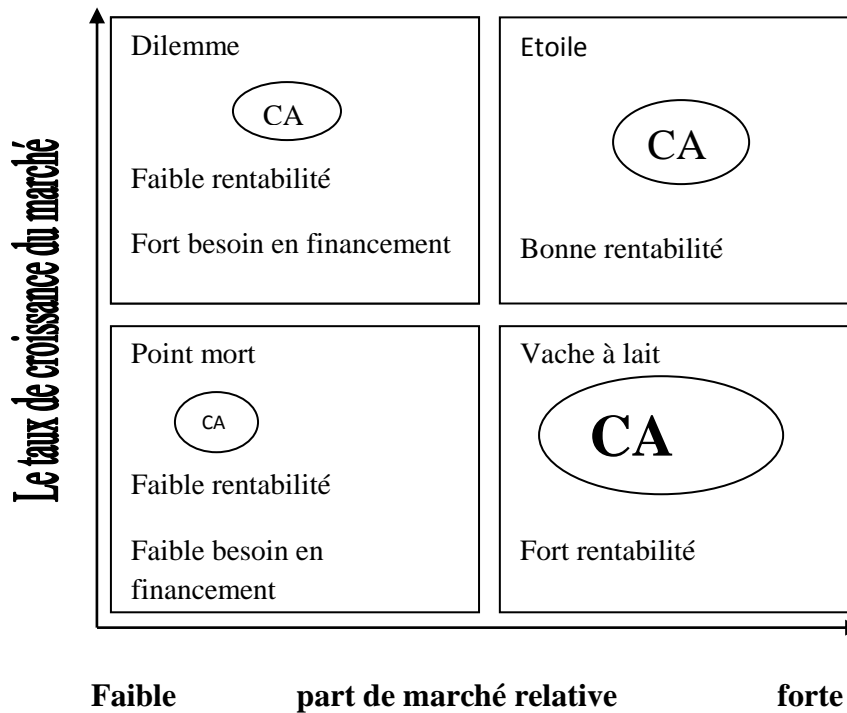 Le taux de croissance du marché
Dilemme
CA
Faible rentabilité
Fort besoin en financement
Etoile
CA
Bonne rentabilité
Point mort
CA
Faible rentabilité
Faible besoin en
financement
Vache à lait
CA
Fort rentabilité
Faible part de marché relative forte